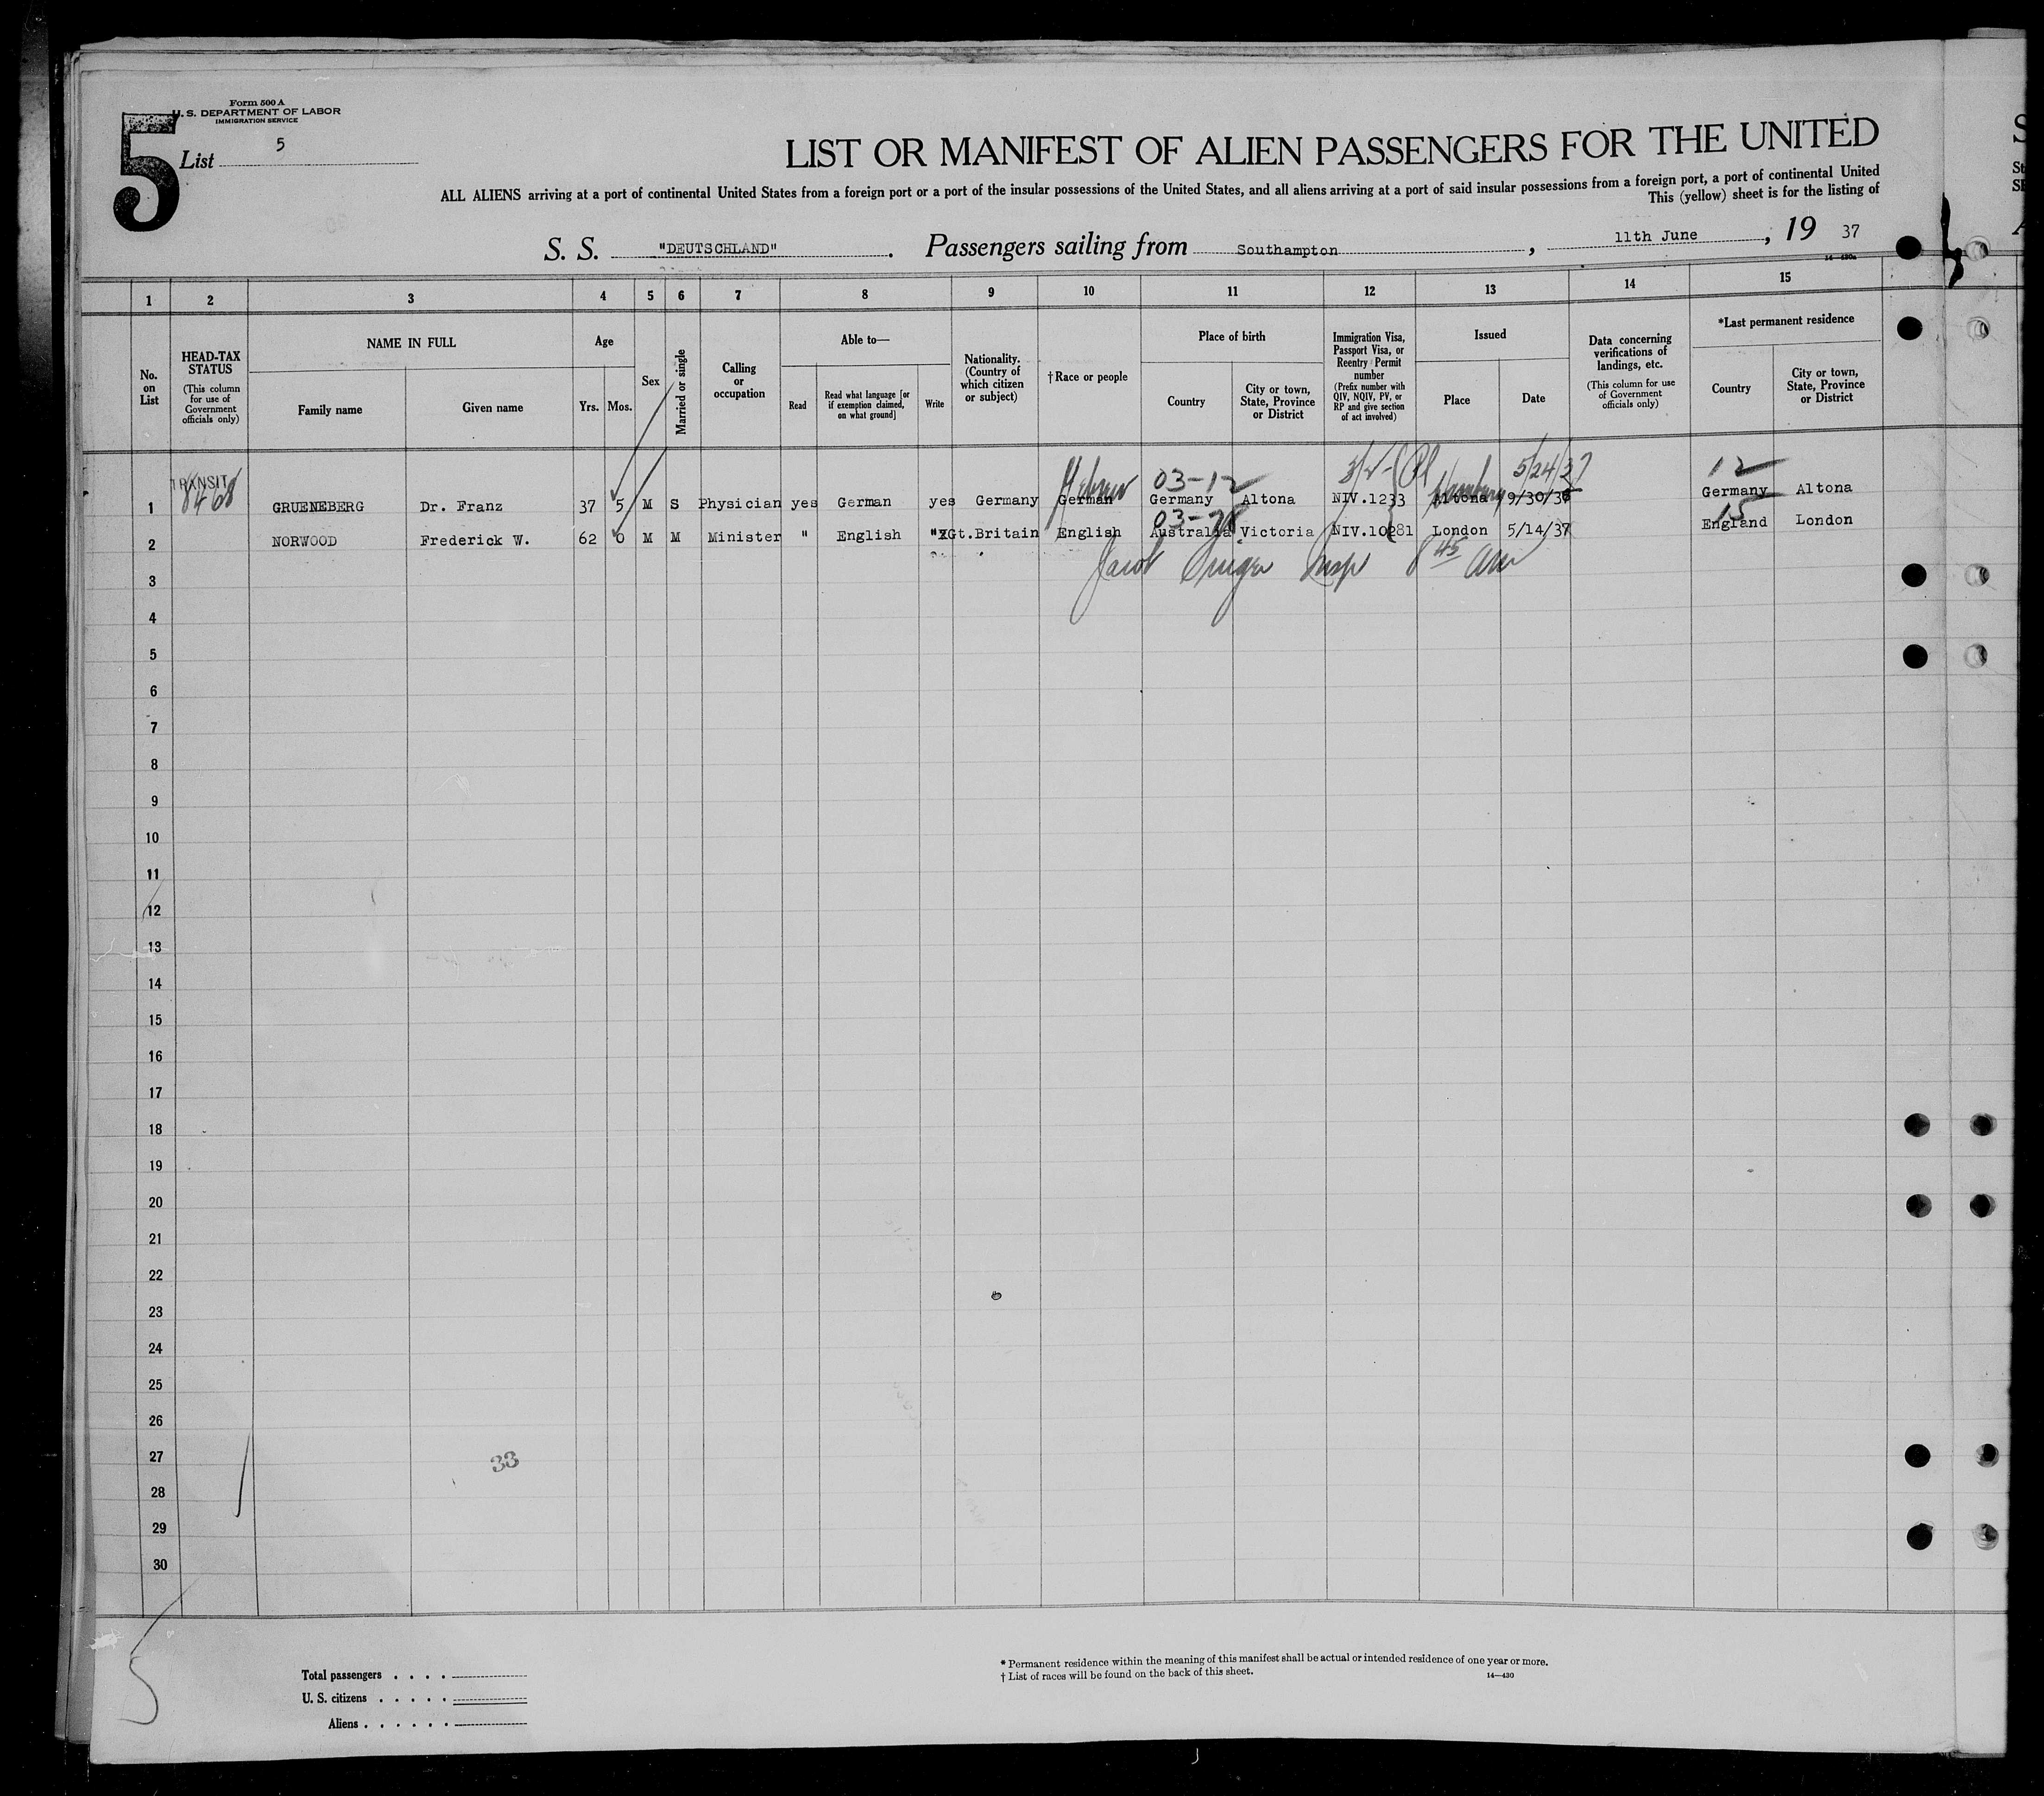 5
Form 500 A
U. S. DEPARTMENT OF LABOR
IMMIGRATION SERVICE
List 5
LIST OR MANIFEST OF ALIEN PASSENGERS FOR THE UNITED
ALL ALIENS arriving at a port of continental United States from a foreign port or a port of the insular possessions of the United States, and all aliens arriving at a port of said insular possessions from a foreign port, a port of continental United
This (yellow) sheet is for the listing of
S. S. "DEUTSCHLAND". Passengers sailing from Southampton, 11th June, 19 37
1 2 3 4 5 6 7 8 9 10 11 12 13 14 15
No. on List
HEAD-TAX STATUS
(This column for use of Government officials only)
NAME IN FULL
Family name
Given name
Age
Yrs. Mos.
Sex
Married or single
Calling or occupation
Able to—
Read
Read what language [or if exemption claimed, on what ground]
Write
Nationality. (Country of which citizen or subject)
† Race or people
Place of birth
Country
City or town, State, Province or District
Immigration Visa, Passport Visa, or Reentry Permit number
(Prefix number with QIV, NQIV, PV, or RP and give section of act involved)
Issued
Place
Date
Data concerning verifications of landings, etc.
(This column for use of Government officials only)
*Last permanent residence
Country
City or town, State, Province or District
TRANSIT Hebrew 03-12 5/24/37 12
1 GRUENEBERG Dr. Franz 37 5 M S Physician yes German yes Germany German Germany Altona NIV.1233 Altona 9/30/36 Germany Altona
03-78 15
2 NORWOOD Frederick W. 62 0 M M Minister " English " Gt.Britain English Australia Victoria NIV.10281 London 5/14/37 England London
Jacob Insp 8 45 am
3
4
5
6
7
8
9
10
11
12
13
14
15
16
17
18
19
20
21
22
23
24
25
26
27
28
29
30
33
5
Total passengers . . . .
U. S. citizens . . . . .
Aliens . . . . . .
* Permanent residence within the meaning of this manifest shall be actual or intended residence of one year or more.
† List of races will be found on the back of this sheet.
14—430